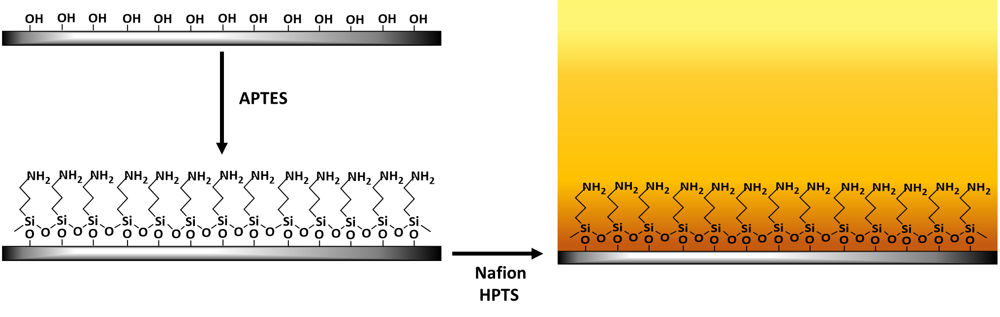 OH OH OH OH OH OH OH OH OH OH OH OH OH
APTES
NH2 NH2 NH2 NH2 NH2 NH2 NH2 NH2 NH2 NH2 NH2 NH2 NH2
Si Si Si Si Si Si Si Si Si Si Si Si Si
O O O O O O O O O O O O O O O O O O O O O O O O O
Nafion
HPTS
NH2 NH2 NH2 NH2 NH2 NH2 NH2 NH2 NH2 NH2 NH2 NH2 NH2
Si Si Si Si Si Si Si Si Si Si Si Si Si
O O O O O O O O O O O O O O O O O O O O O O O O O